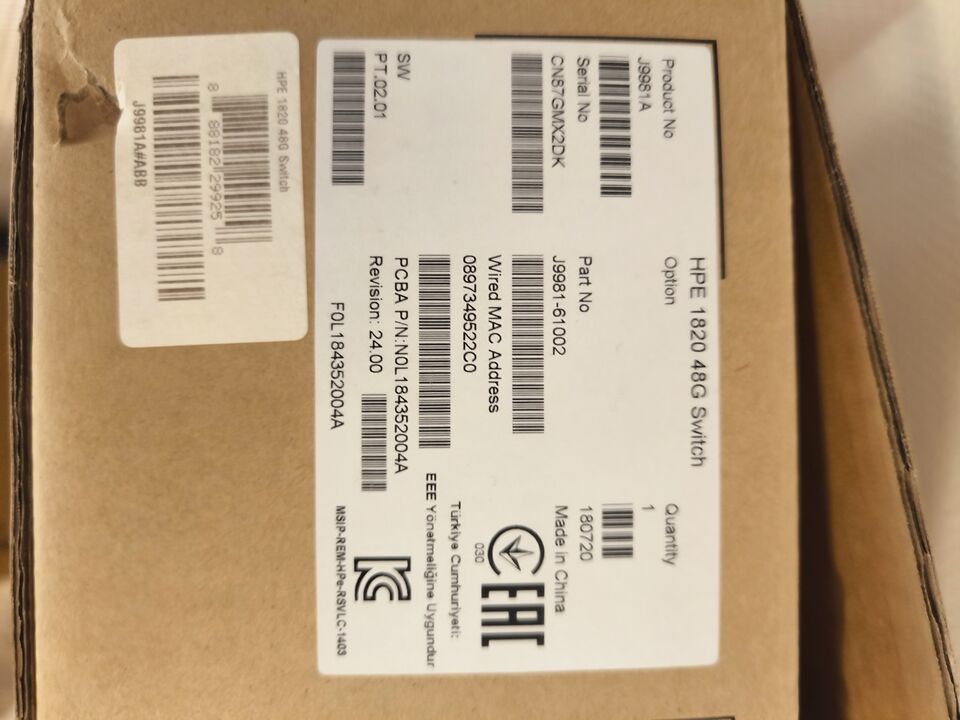 HPE 1820 48G Switch
Product No
J9981A
Option
Quantity
1
Serial No
CN87GMX2DK
Part No
J9981-61002
180720
Made in China
Wired MAC Address
0897349522C0
030
EAC
SW
PT.02.01
PCBA P/N:N0L184352004A
Revision: 24.00
Türkiye Cumhuriyeti:
EEE Yönetmeliğine Uygundur
F0L184352004A
MSIP-REM-HPe-RSVLC-1403
HPE 1820 48G Switch
8 88182 29925 8
J9981A#ABB